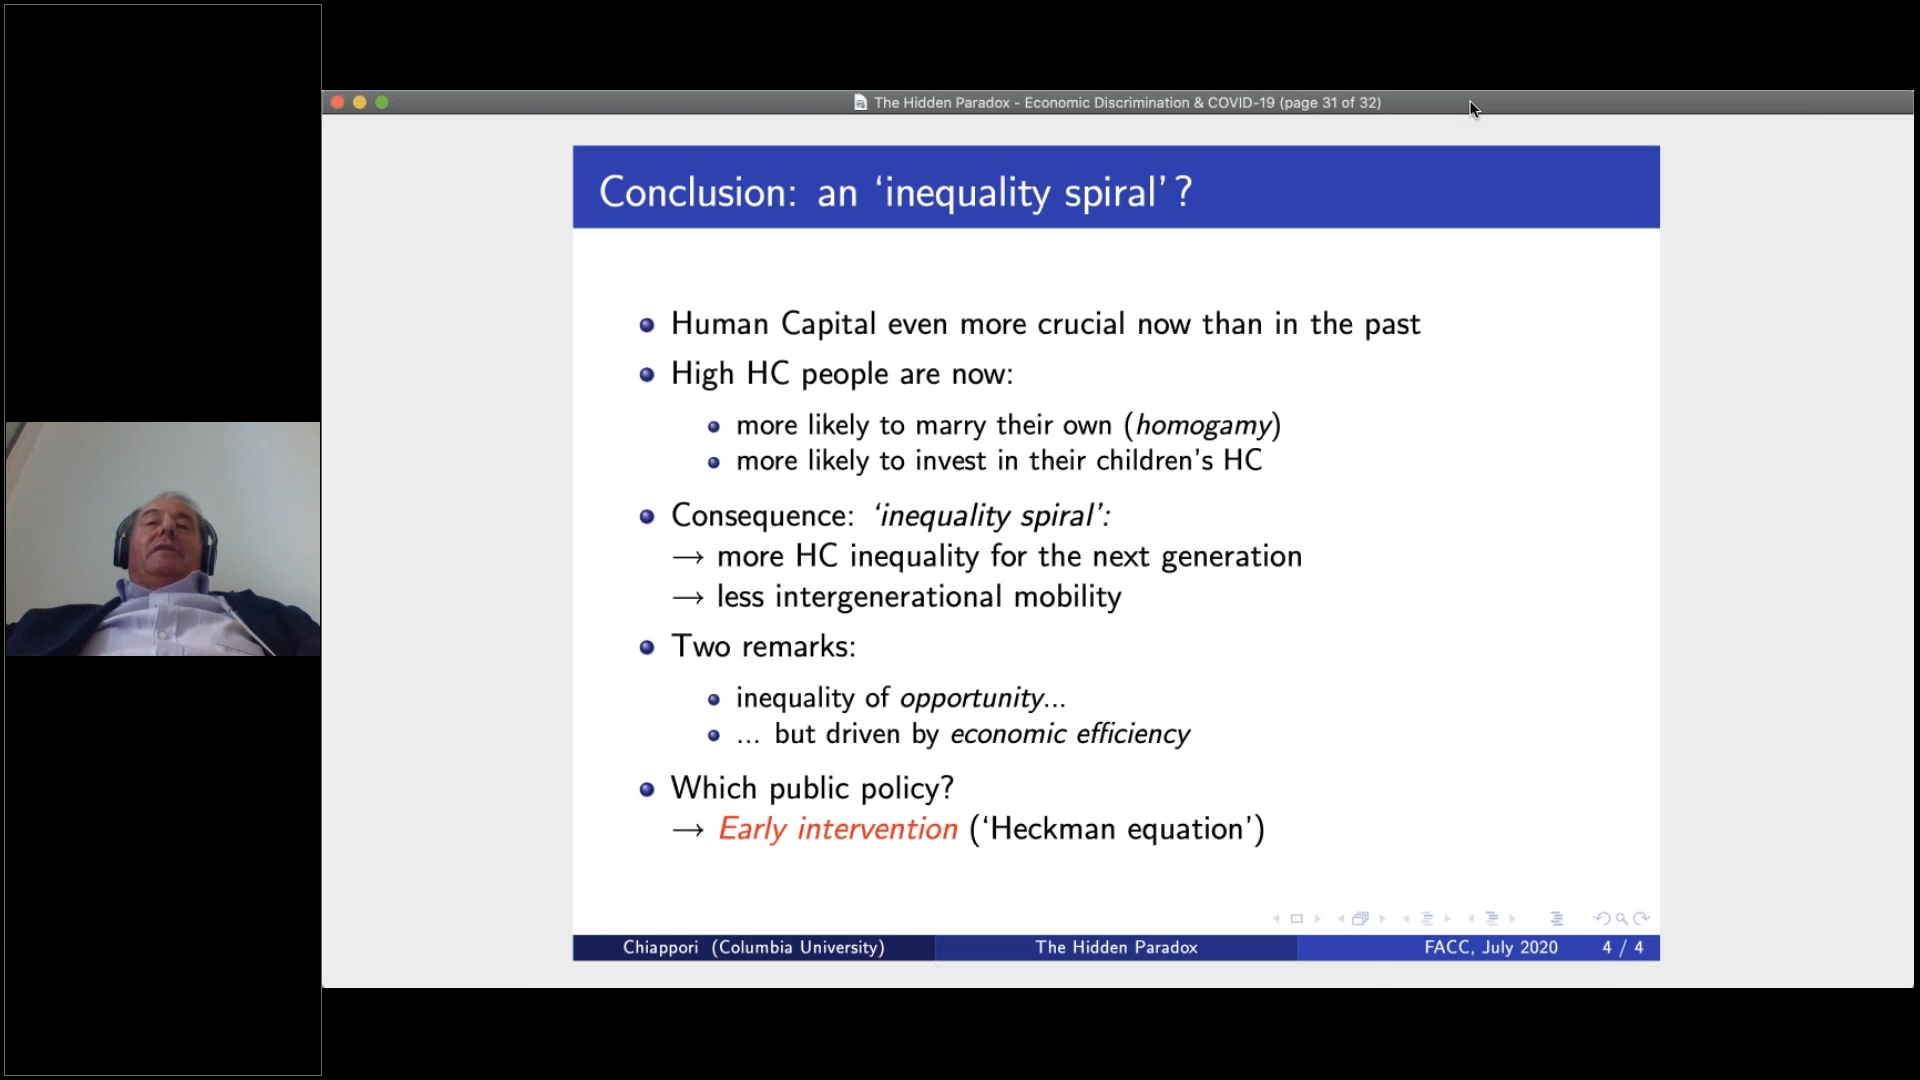 The Hidden Paradox - Economic Discrimination & COVID-19 (page 31 of 32)
Conclusion: an ‘inequality spiral’?
Human Capital even more crucial now than in the past
High HC people are now:
more likely to marry their own (homogamy)
more likely to invest in their children’s HC
Consequence: ‘inequality spiral’:
→ more HC inequality for the next generation
→ less intergenerational mobility
Two remarks:
inequality of opportunity...
... but driven by economic efficiency
Which public policy?
→ Early intervention (‘Heckman equation’)
Chiappori (Columbia University) The Hidden Paradox FACC, July 2020 4 / 4